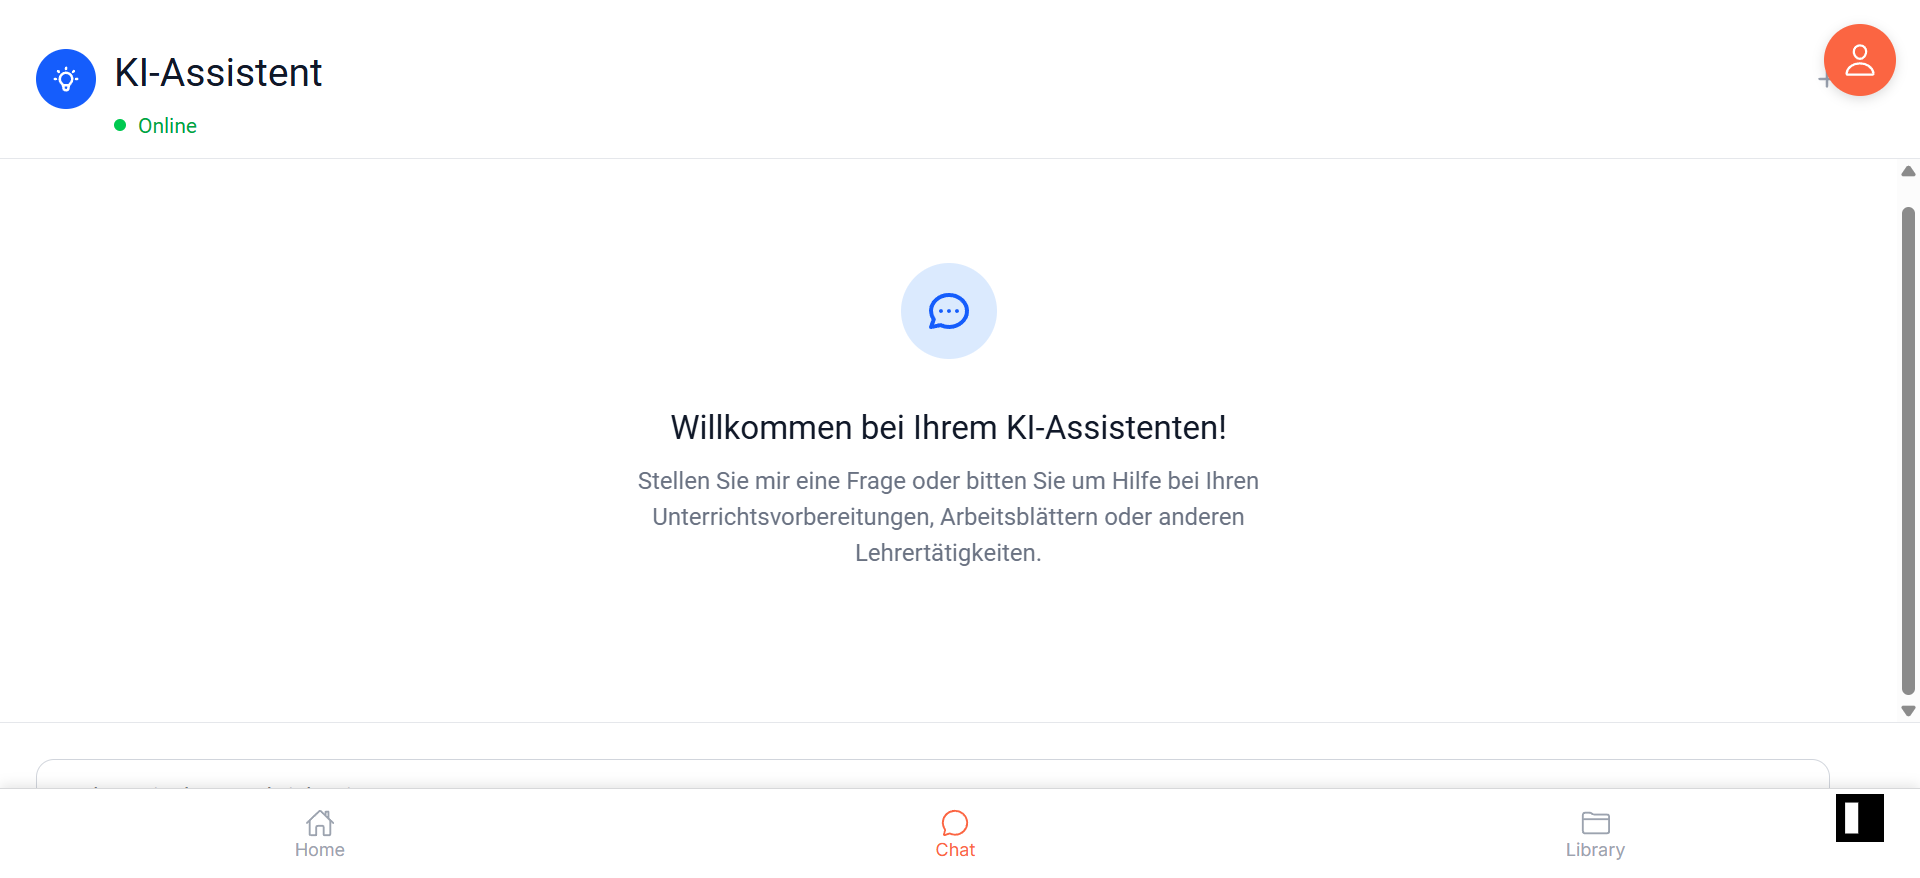 KI-Assistent
Online
Willkommen bei Ihrem KI-Assistenten!
Stellen Sie mir eine Frage oder bitten Sie um Hilfe bei Ihren
Unterrichtsvorbereitungen, Arbeitsblättern oder anderen
Lehrertätigkeiten.
Home
Chat
Library